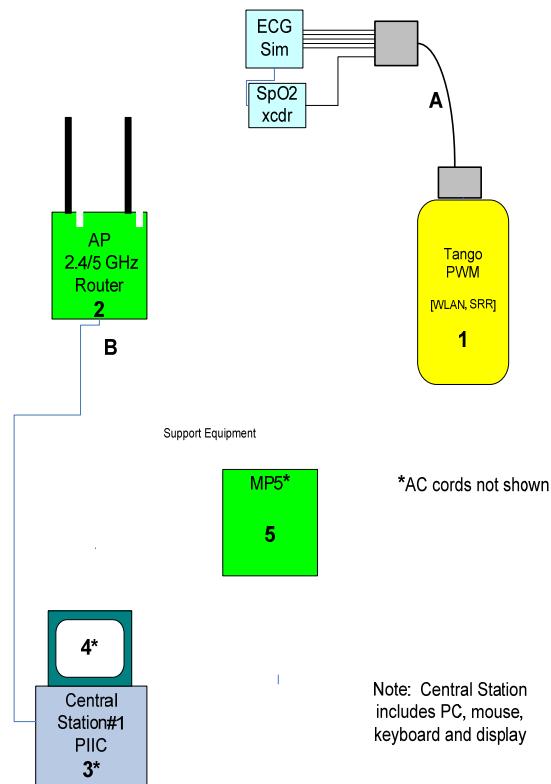 ECG
Sim
SpO2
xcdr
A
AP
2.4/5 GHz
Router
2
B
Tango
PWM
[WLAN, SRR]
1
Support Equipment
MP5*
5
*AC cords not shown
4*
Central
Station#1
PIIC
3*
Note: Central Station
includes PC, mouse,
keyboard and display